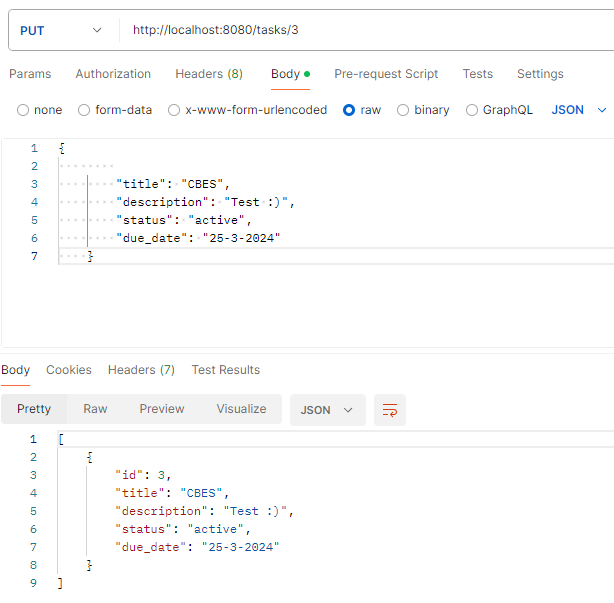 PUT http://localhost:8080/tasks/3
Params Authorization Headers (8) Body Pre-request Script Tests Settings
none form-data x-www-form-urlencoded raw binary GraphQL JSON
1 {
2
3 "title": "CBES",
4 "description": "Test :)",
5 "status": "active",
6 "due_date": "25-3-2024"
7 }
Body Cookies Headers (7) Test Results
Pretty Raw Preview Visualize JSON
1 [
2 {
3 "id": 3,
4 "title": "CBES",
5 "description": "Test :)",
6 "status": "active",
7 "due_date": "25-3-2024"
8 }
9 ]